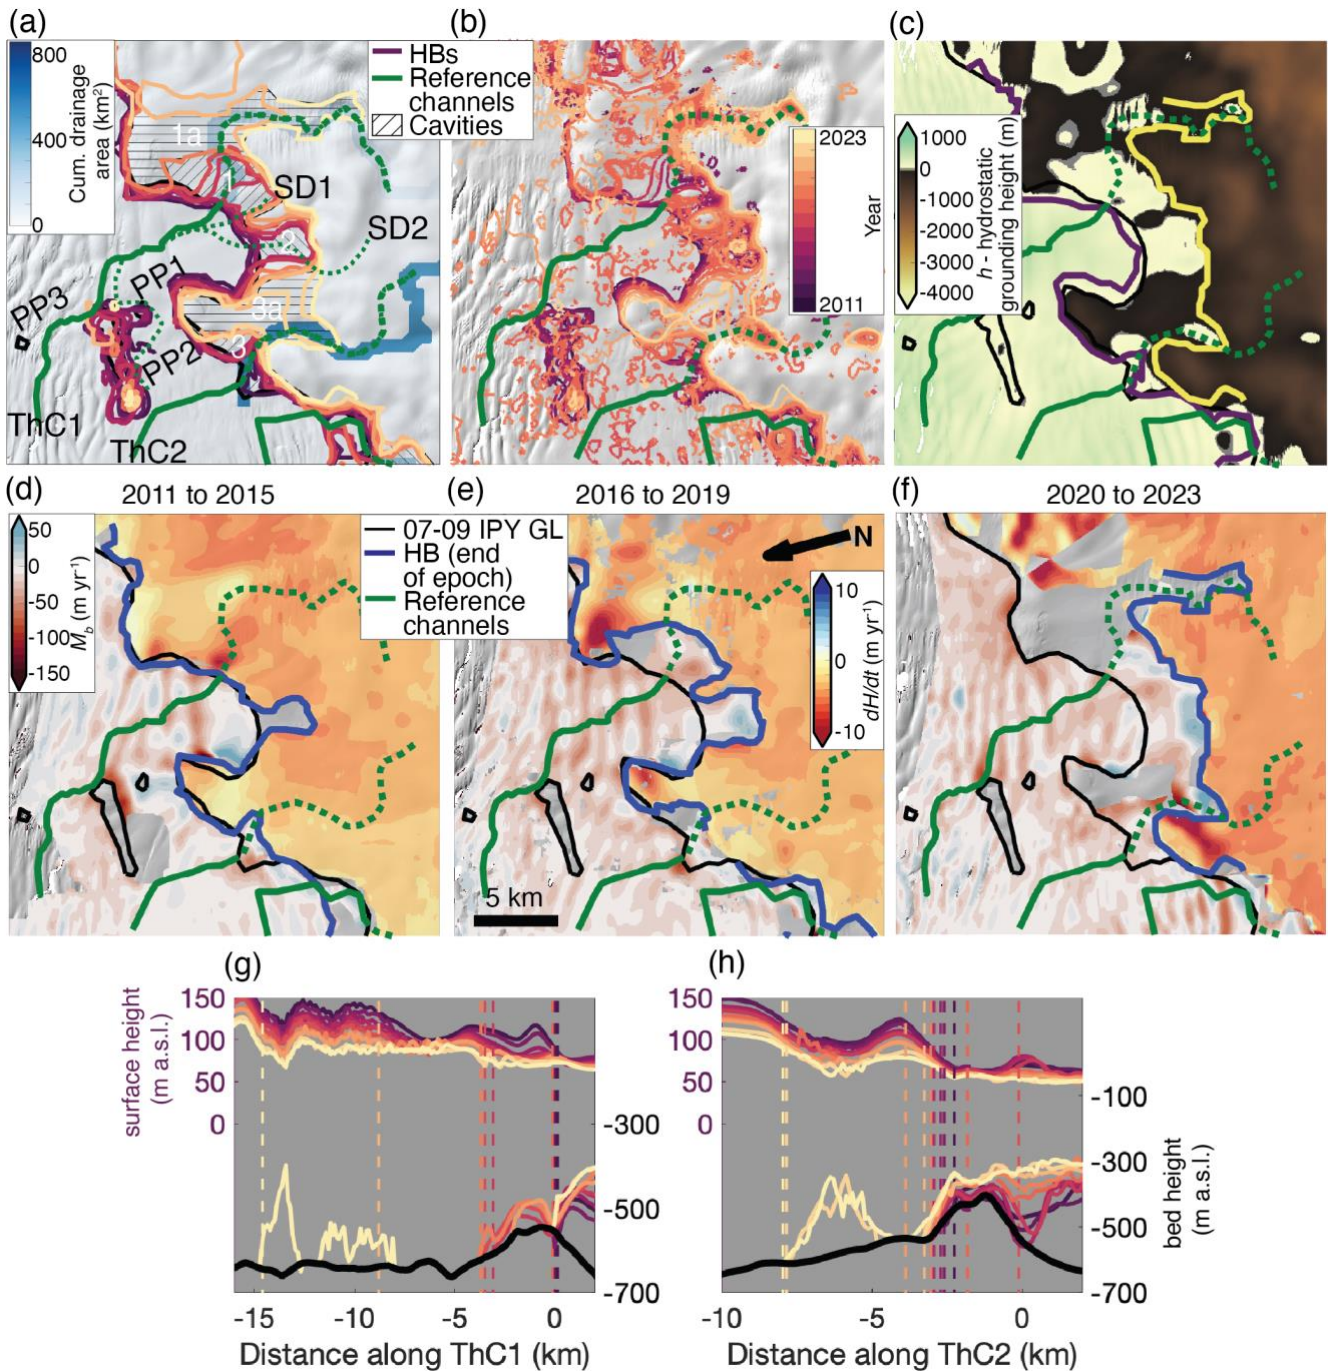 (a)
(b)
(c)
800
400
0
Cum. drainage
area (km²)
HBs
Reference
channels
Cavities
1a
1
SD1
2
SD2
PP1
PP3
3a
3
PP2
ThC1
ThC2
2023
Year
2011
1000
0
-1000
-2000
-3000
-4000
h - hydrostatic
grounding height (m)
(d)
2011 to 2015
(e)
2016 to 2019
(f)
2020 to 2023
50
0
-50
-100
-150
Ṁb (m yr⁻¹)
07-09 IPY GL
HB (end
of epoch)
Reference
channels
N
10
0
-10
dH/dt (m yr⁻¹)
5 km
(g)
(h)
surface height
(m a.s.l.)
150
100
50
0
-300
-500
-700
-15
-10
-5
0
Distance along ThC1 (km)
150
100
50
0
-100
-300
-500
-700
bed height
(m a.s.l.)
-10
-5
0
Distance along ThC2 (km)